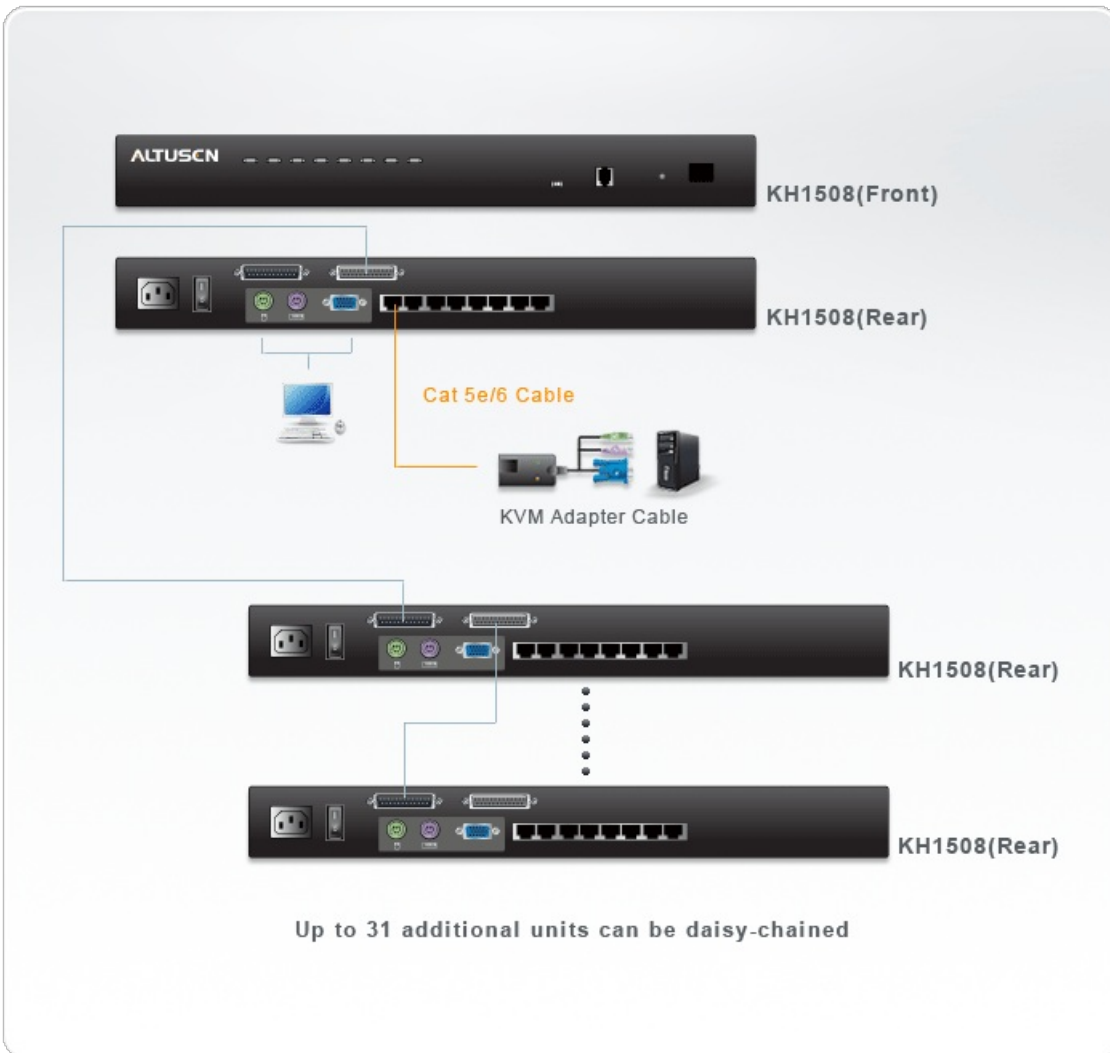 ALTUSCN
KH1508(Front)
KH1508(Rear)
Cat 5e/6 Cable
KVM Adapter Cable
KH1508(Rear)
KH1508(Rear)
Up to 31 additional units can be daisy-chained